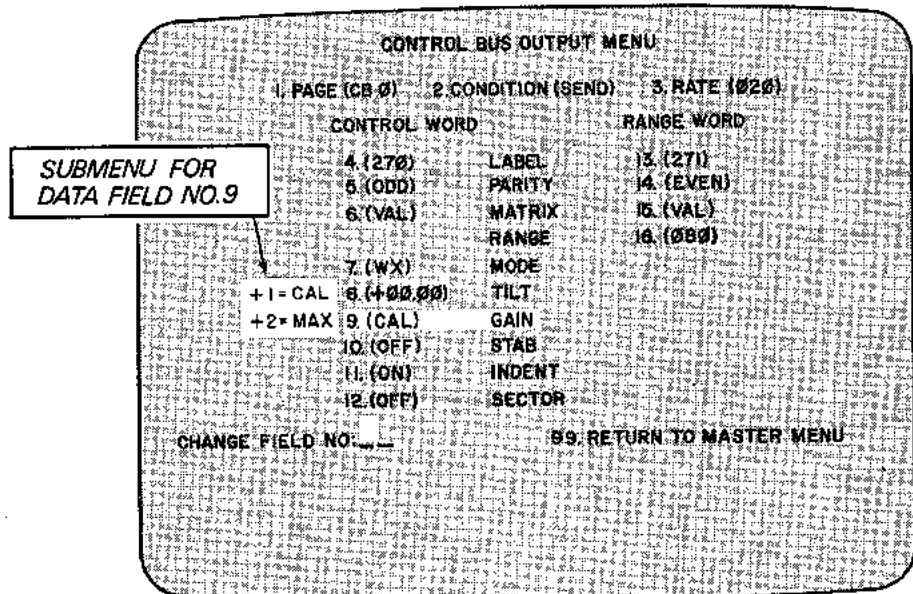 CONTROL BUS OUTPUT MENU
1. PAGE (CB Ø) 2. CONDITION (SEND) 3. RATE (Ø2Ø)
CONTROL WORD RANGE WORD
SUBMENU FOR
DATA FIELD NO.9
4. (27Ø) LABEL 13. (271)
5. (ODD) PARITY 14. (EVEN)
6. (VAL) MATRIX 15. (VAL)
RANGE 16. (Ø8Ø)
7. (WX) MODE
+1= CAL 8. (+ØØ.ØØ) TILT
+2= MAX 9. (CAL) GAIN
10. (OFF) STAB
11. (ON) INDENT
12. (OFF) SECTOR
CHANGE FIELD NO: __ 99. RETURN TO MASTER MENU